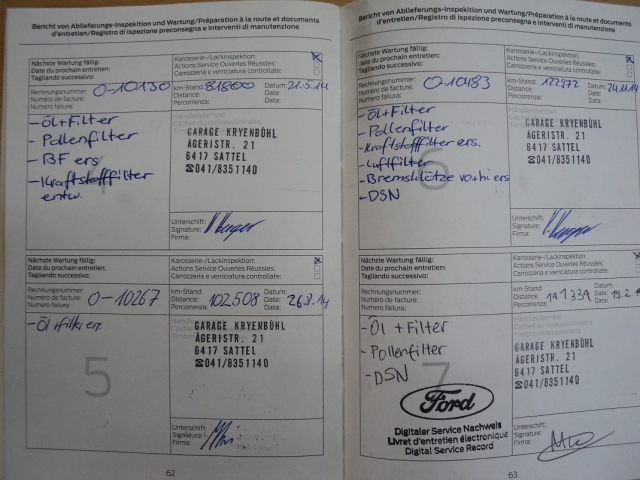 Bericht von Ablieferungs-Inspektion und Wartung/Préparation à la route et documents
d'entretien/Registro di ispezione preconsegna e interventi di manutenzione
Nächste Wartung fällig:
Date du prochain entretien:
Tagliando successivo:
Karosserie-/Lackinspektion:
Actions Service Ouvertes Réussies:
Carrozzeria e verniciatura controllate:
Rechnungsnummer:
Numéro de facture:
Numero fattura:
0-10130
km-Stand:
Distance:
Percorrenza:
81800
Datum:
Date:
Data:
21.5.14
-Öl+Filter
-Pollenfilter
-BF ers
-Kraftstofffilter
entw.
4
GARAGE KRYENBÜHL
ÄGERISTR. 21
6417 SATTEL
☎041/8351140
Unterschrift:
Signature:
Firma:
Nächste Wartung fällig:
Date du prochain entretien:
Tagliando successivo:
Karosserie-/Lackinspektion:
Actions Service Ouvertes Réussies:
Carrozzeria e verniciatura controllate:
Rechnungsnummer:
Numéro de facture:
Numero fattura:
0-10267
km-Stand:
Distance:
Percorrenza:
102508
Datum:
Date:
Data:
26.8.14
-Öl+Filter ers
5
GARAGE KRYENBÜHL
ÄGERISTR. 21
6417 SATTEL
☎041/8351140
Unterschrift:
Signature:
Firma:
62
Bericht von Ablieferungs-Inspektion und Wartung/Préparation à la route et documents
d'entretien/Registro di ispezione preconsegna e interventi di manutenzione
Nächste Wartung fällig:
Date du prochain entretien:
Tagliando successivo:
Karosserie-/Lackinspektion:
Actions Service Ouvertes Réussies:
Carrozzeria e verniciatura controllate:
Rechnungsnummer:
Numéro de facture:
Numero fattura:
0-10483
km-Stand:
Distance:
Percorrenza:
122972
Datum:
Date:
Data:
24.11.14
-Öl+Filter
-Pollenfilter
-Kraftstofffilter ers.
-Luftfilter
-Bremsklötze vo+hi ers
-DSN
6
GARAGE KRYENBÜHL
ÄGERISTR. 21
6417 SATTEL
☎041/8351140
Unterschrift:
Signature:
Firma:
Nächste Wartung fällig:
Date du prochain entretien:
Tagliando successivo:
Karosserie-/Lackinspektion:
Actions Service Ouvertes Réussies:
Carrozzeria e verniciatura controllate:
Rechnungsnummer:
Numéro de facture:
Numero fattura:
km-Stand:
Distance:
Percorrenza:
141334
Datum:
Date:
Data:
-Öl+Filter
-Pollenfilter
-DSN
7
GARAGE KRYENBÜHL
ÄGERISTR. 21
6417 SATTEL
☎041/8351140
Ford
Digitaler Service Nachweis
Livret d'entretien électronique
Digital Service Record
Unterschrift:
Signature:
Firma:
63